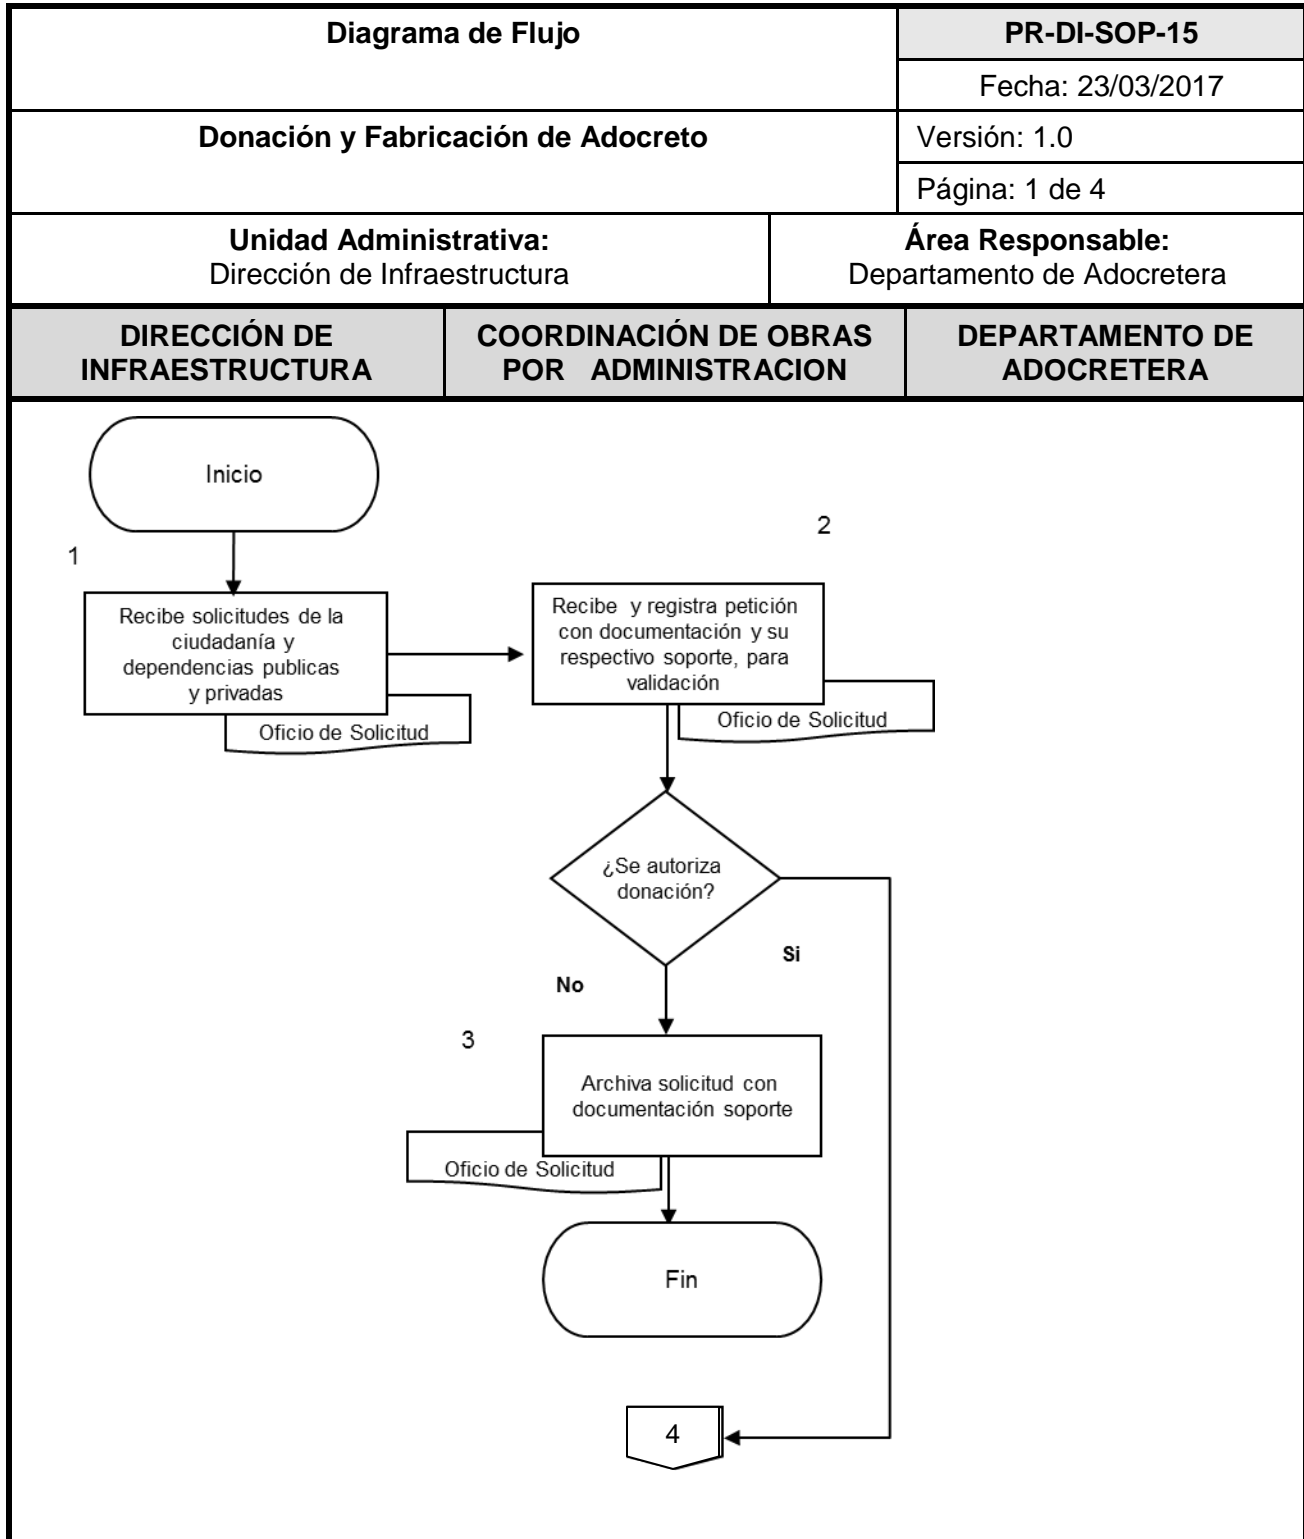 Diagrama de Flujo
PR-DI-SOP-15
Fecha: 23/03/2017
Donación y Fabricación de Adocreto
Versión: 1.0
Página: 1 de 4
Unidad Administrativa:
Dirección de Infraestructura
Área Responsable:
Departamento de Adocretera
DIRECCIÓN DE
INFRAESTRUCTURA
COORDINACIÓN DE OBRAS
POR ADMINISTRACION
DEPARTAMENTO DE
ADOCRETERA
Inicio
1
Recibe solicitudes de la
ciudadanía y
dependencias publicas
y privadas
Oficio de Solicitud
2
Recibe y registra petición
con documentación y su
respectivo soporte, para
validación
Oficio de Solicitud
¿Se autoriza
donación?
Si
No
3
Archiva solicitud con
documentación soporte
Oficio de Solicitud
Fin
4